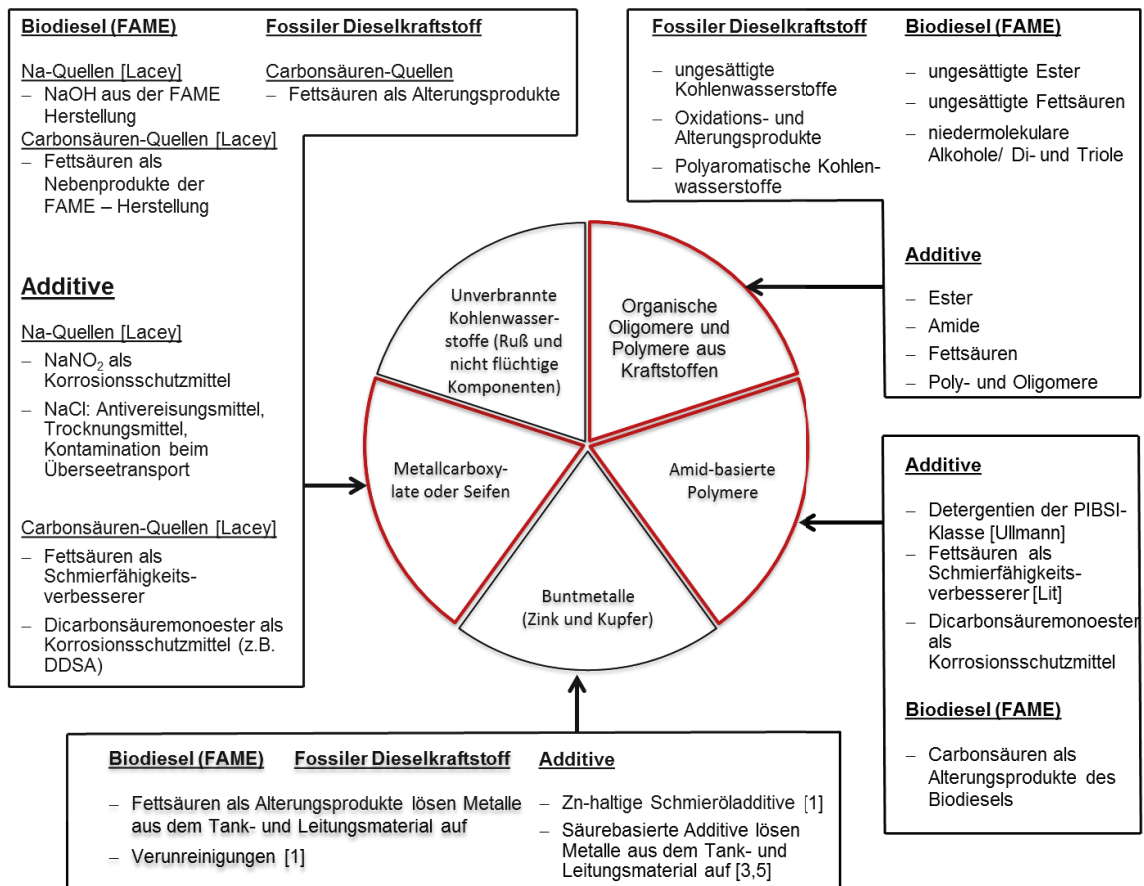 Biodiesel (FAME)
Na-Quellen [Lacey]
– NaOH aus der FAME
Herstellung
Carbonsäuren-Quellen [Lacey]
– Fettsäuren als
Nebenprodukte der
FAME – Herstellung
Fossiler Dieselkraftstoff
Carbonsäuren-Quellen
– Fettsäuren als Alterungsprodukte
Additive
Na-Quellen [Lacey]
– NaNO₂ als
Korrosionsschutzmittel
– NaCl: Antivereisungsmittel,
Trocknungsmittel,
Kontamination beim
Überseetransport
Carbonsäuren-Quellen [Lacey]
– Fettsäuren als
Schmierfähigkeits-
verbesserer
– Dicarbonsäuremonoester als
Korrosionsschutzmittel (z.B.
DDSA)
Fossiler Dieselkraftstoff
– ungesättigte
Kohlenwasserstoffe
– Oxidations- und
Alterungsprodukte
– Polyaromatische Kohlen-
wasserstoffe
Biodiesel (FAME)
– ungesättigte Ester
– ungesättigte Fettsäuren
– niedermolekulare
Alkohole/ Di- und Triole
Additive
– Ester
– Amide
– Fettsäuren
– Poly- und Oligomere
Unverbrannte
Kohlenwasser-
stoffe (Ruß und
nicht flüchtige
Komponenten)
Organische
Oligomere und
Polymere aus
Kraftstoffen
Metallcarboxy-
late oder Seifen
Amid-basierte
Polymere
Buntmetalle
(Zink und Kupfer)
Additive
– Detergentien der PIBSI-
Klasse [Ullmann]
– Fettsäuren als
Schmierfähigkeits-
verbesserer [Lit]
– Dicarbonsäuremonoester
als
Korrosionsschutzmittel
Biodiesel (FAME)
– Carbonsäuren als
Alterungsprodukte des
Biodiesels
Biodiesel (FAME) Fossiler Dieselkraftstoff
– Fettsäuren als Alterungsprodukte lösen Metalle
aus dem Tank- und Leitungsmaterial auf
– Verunreinigungen [1]
Additive
– Zn-haltige Schmieröladditive [1]
– Säurebasierte Additive lösen
Metalle aus dem Tank- und
Leitungsmaterial auf [3,5]